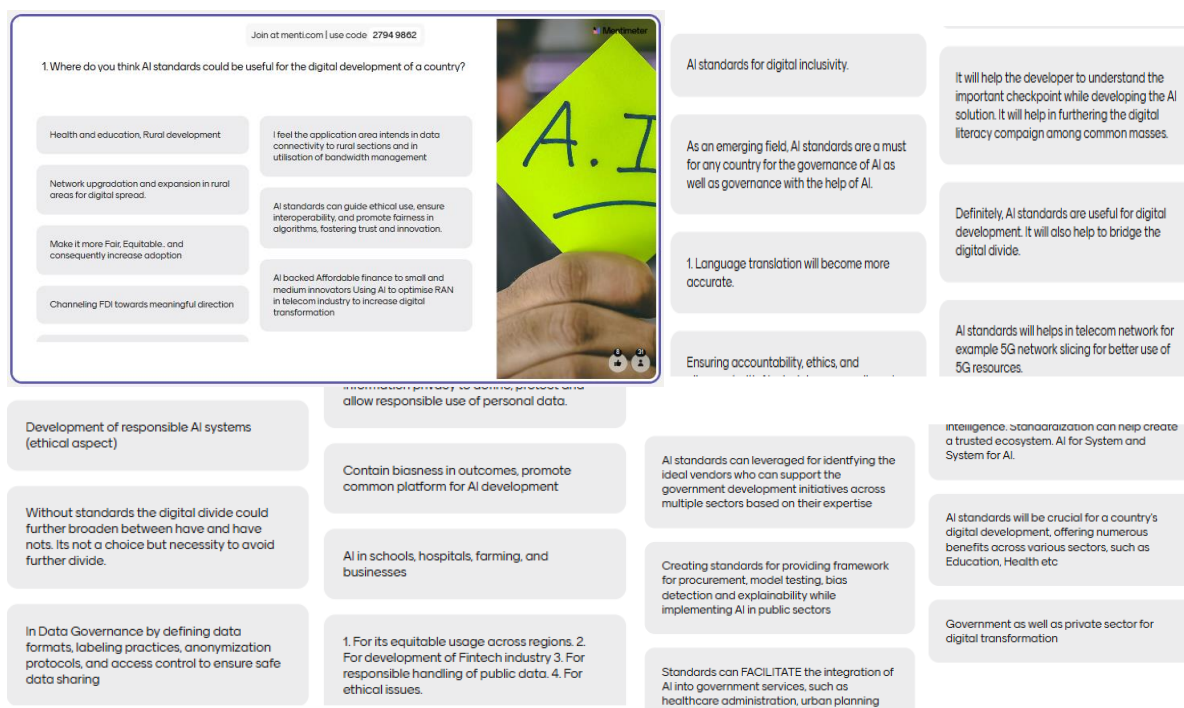 Join at menti.com | use code 2794 9862
Mentimeter
1. Where do you think AI standards could be useful for the digital development of a country?
A. I
Health and education, Rural development
Network upgradation and expansion in rural
areas for digital spread.
Make it more Fair, Equitable.. and
consequently increase adoption
Channeling FDI towards meaningful direction
I feel the application area intends in data
connectivity to rural sections and in
utilisation of bandwidth management
AI standards can guide ethical use, ensure
interoperability, and promote fairness in
algorithms, fostering trust and innovation.
AI backed Affordable finance to small and
medium innovators Using AI to optimise RAN
in telecom industry to increase digital
transformation
8
31
AI standards for digital inclusivity.
As an emerging field, AI standards are a must
for any country for the governance of AI as
well as governance with the help of AI.
1. Language translation will become more
accurate.
Ensuring accountability, ethics, and
It will help the developer to understand the
important checkpoint while developing the AI
solution. It will help in furthering the digital
literacy compaign among common masses.
Definitely, AI standards are useful for digital
development. It will also help to bridge the
digital divide.
AI standards will helps in telecom network for
example 5G network slicing for better use of
5G resources.
Development of responsible AI systems
(ethical aspect)
Without standards the digital divide could
further broaden between have and have
nots. Its not a choice but necessity to avoid
further divide.
In Data Governance by defining data
formats, labeling practices, anonymization
protocols, and access control to ensure safe
data sharing
information privacy to define, protect and
allow responsible use of personal data.
Contain biasness in outcomes, promote
common platform for AI development
AI in schools, hospitals, farming, and
businesses
1. For its equitable usage across regions. 2.
For development of Fintech industry 3. For
responsible handling of public data. 4. For
ethical issues.
AI standards can leveraged for identfying the
ideal vendors who can support the
government development initiatives across
multiple sectors based on their expertise
Creating standards for providing framework
for procurement, model testing, bias
detection and explainability while
implementing AI in public sectors
Standards can FACILITATE the integration of
AI into government services, such as
healthcare administration, urban planning
intelligence. Standardization can help create
a trusted ecosystem. AI for System and
System for AI.
AI standards will be crucial for a country's
digital development, offering numerous
benefits across various sectors, such as
Education, Health etc
Government as well as private sector for
digital transformation